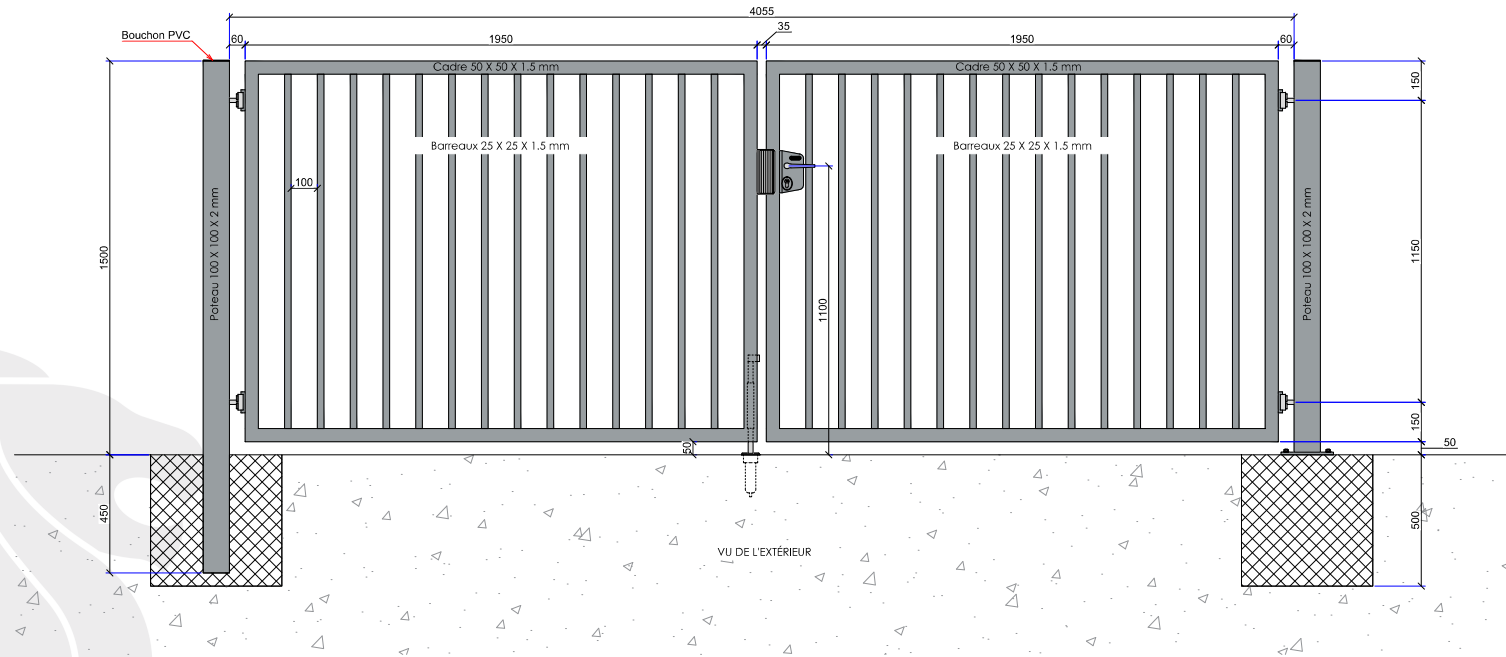 4055
Bouchon PVC
35
60
1950
1950
60
Cadre 50 X 50 X 1.5 mm
Cadre 50 X 50 X 1.5 mm
150
Barreaux 25 X 25 X 1.5 mm
Barreaux 25 X 25 X 1.5 mm
100
Poteau 100 X 100 X 2 mm
Poteau 100 X 100 X 2 mm
1500
1150
1100
150
50
50
450
500
VU DE L'EXTÉRIEUR